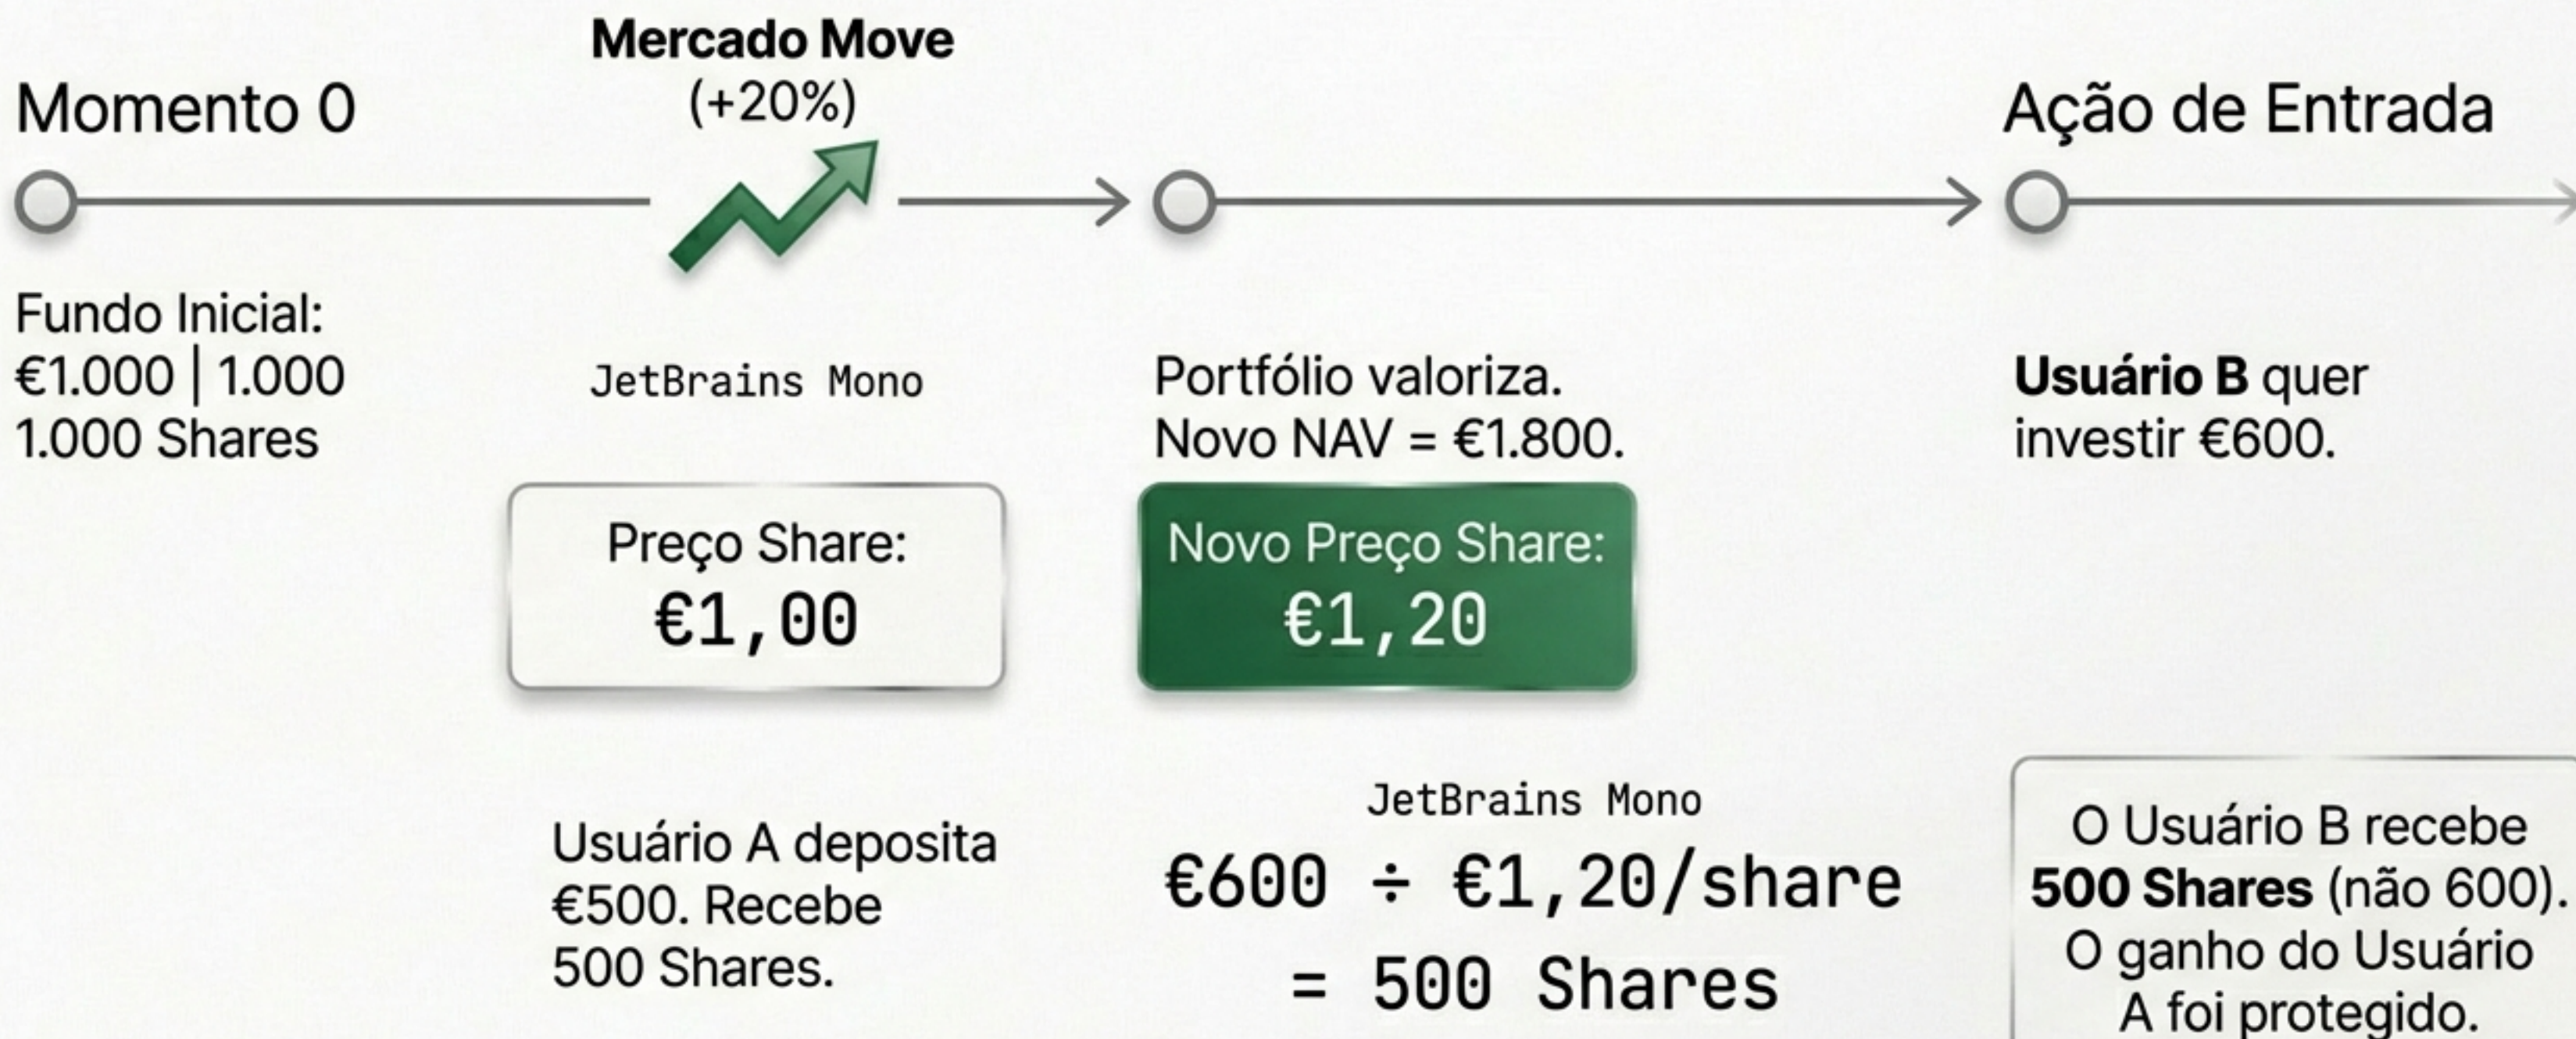 Momento 0
Fundo Inicial:
€1.000 | 1.000
1.000 Shares
Mercado Move
(+20%)
JetBrains Mono
Preço Share:
€1,00
Usuário A deposita
€500. Recebe
500 Shares.
Portfólio valoriza.
Novo NAV = €1.800.
Novo Preço Share:
€1,20
JetBrains Mono
€600 ÷ €1,20/share
= 500 Shares
Ação de Entrada
Usuário B quer
investir €600.
O Usuário B recebe
500 Shares (não 600).
O ganho do Usuário
A foi protegido.